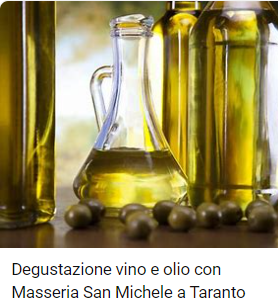 Degustazione vino e olio con
Masseria San Michele a Taranto